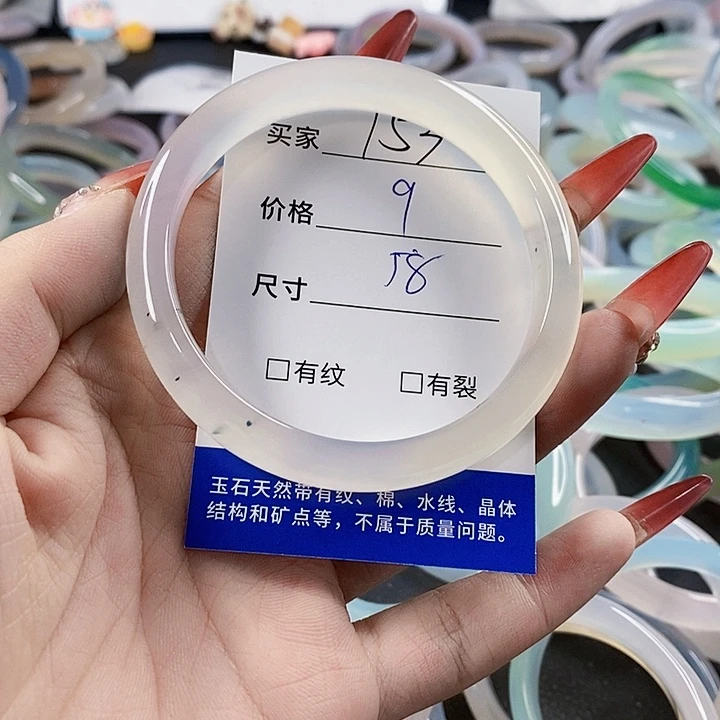 买家 157
价格 9
尺寸 58
□有纹 □有裂
玉石天然带有纹、棉、水线、晶体
结构和矿点等，不属于质量问题。